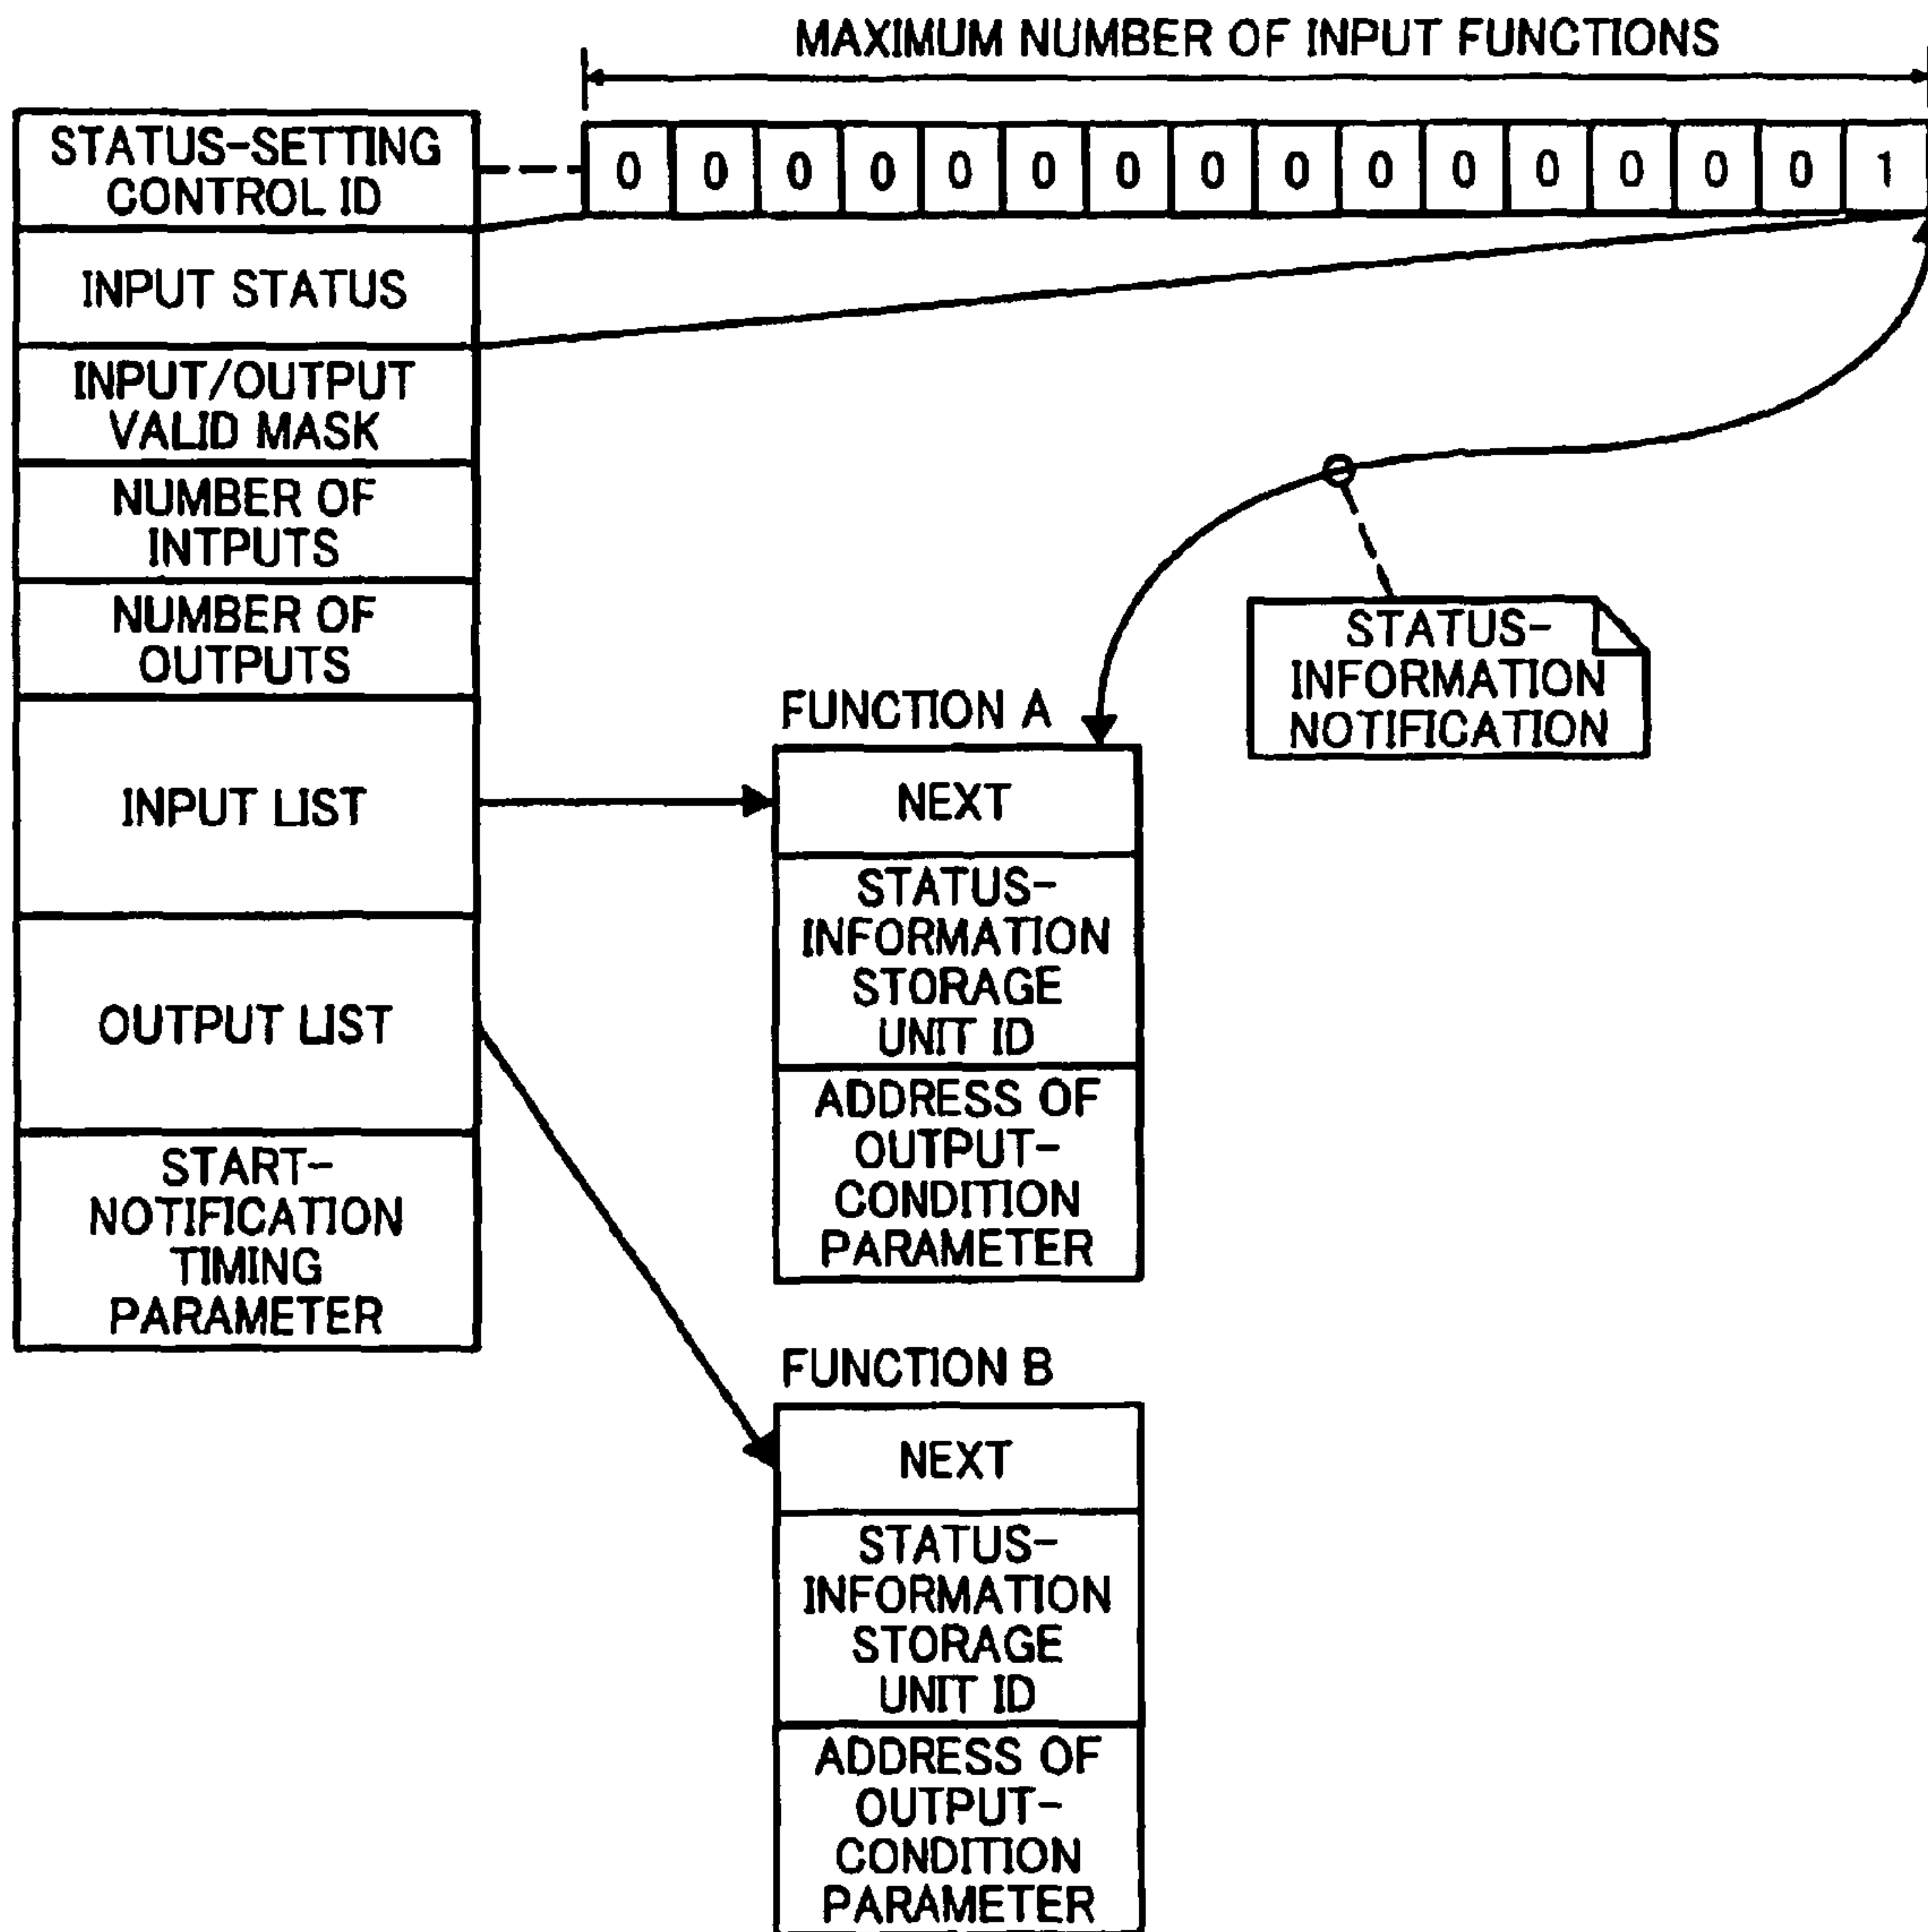 MAXIMUM NUMBER OF INPUT FUNCTIONS
STATUS-SETTING
CONTROL ID
0 0 0 0 0 0 0 0 0 0 0 0 0 0 0 1
INPUT STATUS
INPUT/OUTPUT
VALID MASK
NUMBER OF
INTPUTS
NUMBER OF
OUTPUTS
INPUT LIST
OUTPUT LIST
START-
NOTIFICATION
TIMING
PARAMETER
STATUS-
INFORMATION
NOTIFICATION
FUNCTION A
NEXT
STATUS-
INFORMATION
STORAGE
UNIT ID
ADDRESS OF
OUTPUT-
CONDITION
PARAMETER
FUNCTION B
NEXT
STATUS-
INFORMATION
STORAGE
UNIT ID
ADDRESS OF
OUTPUT-
CONDITION
PARAMETER